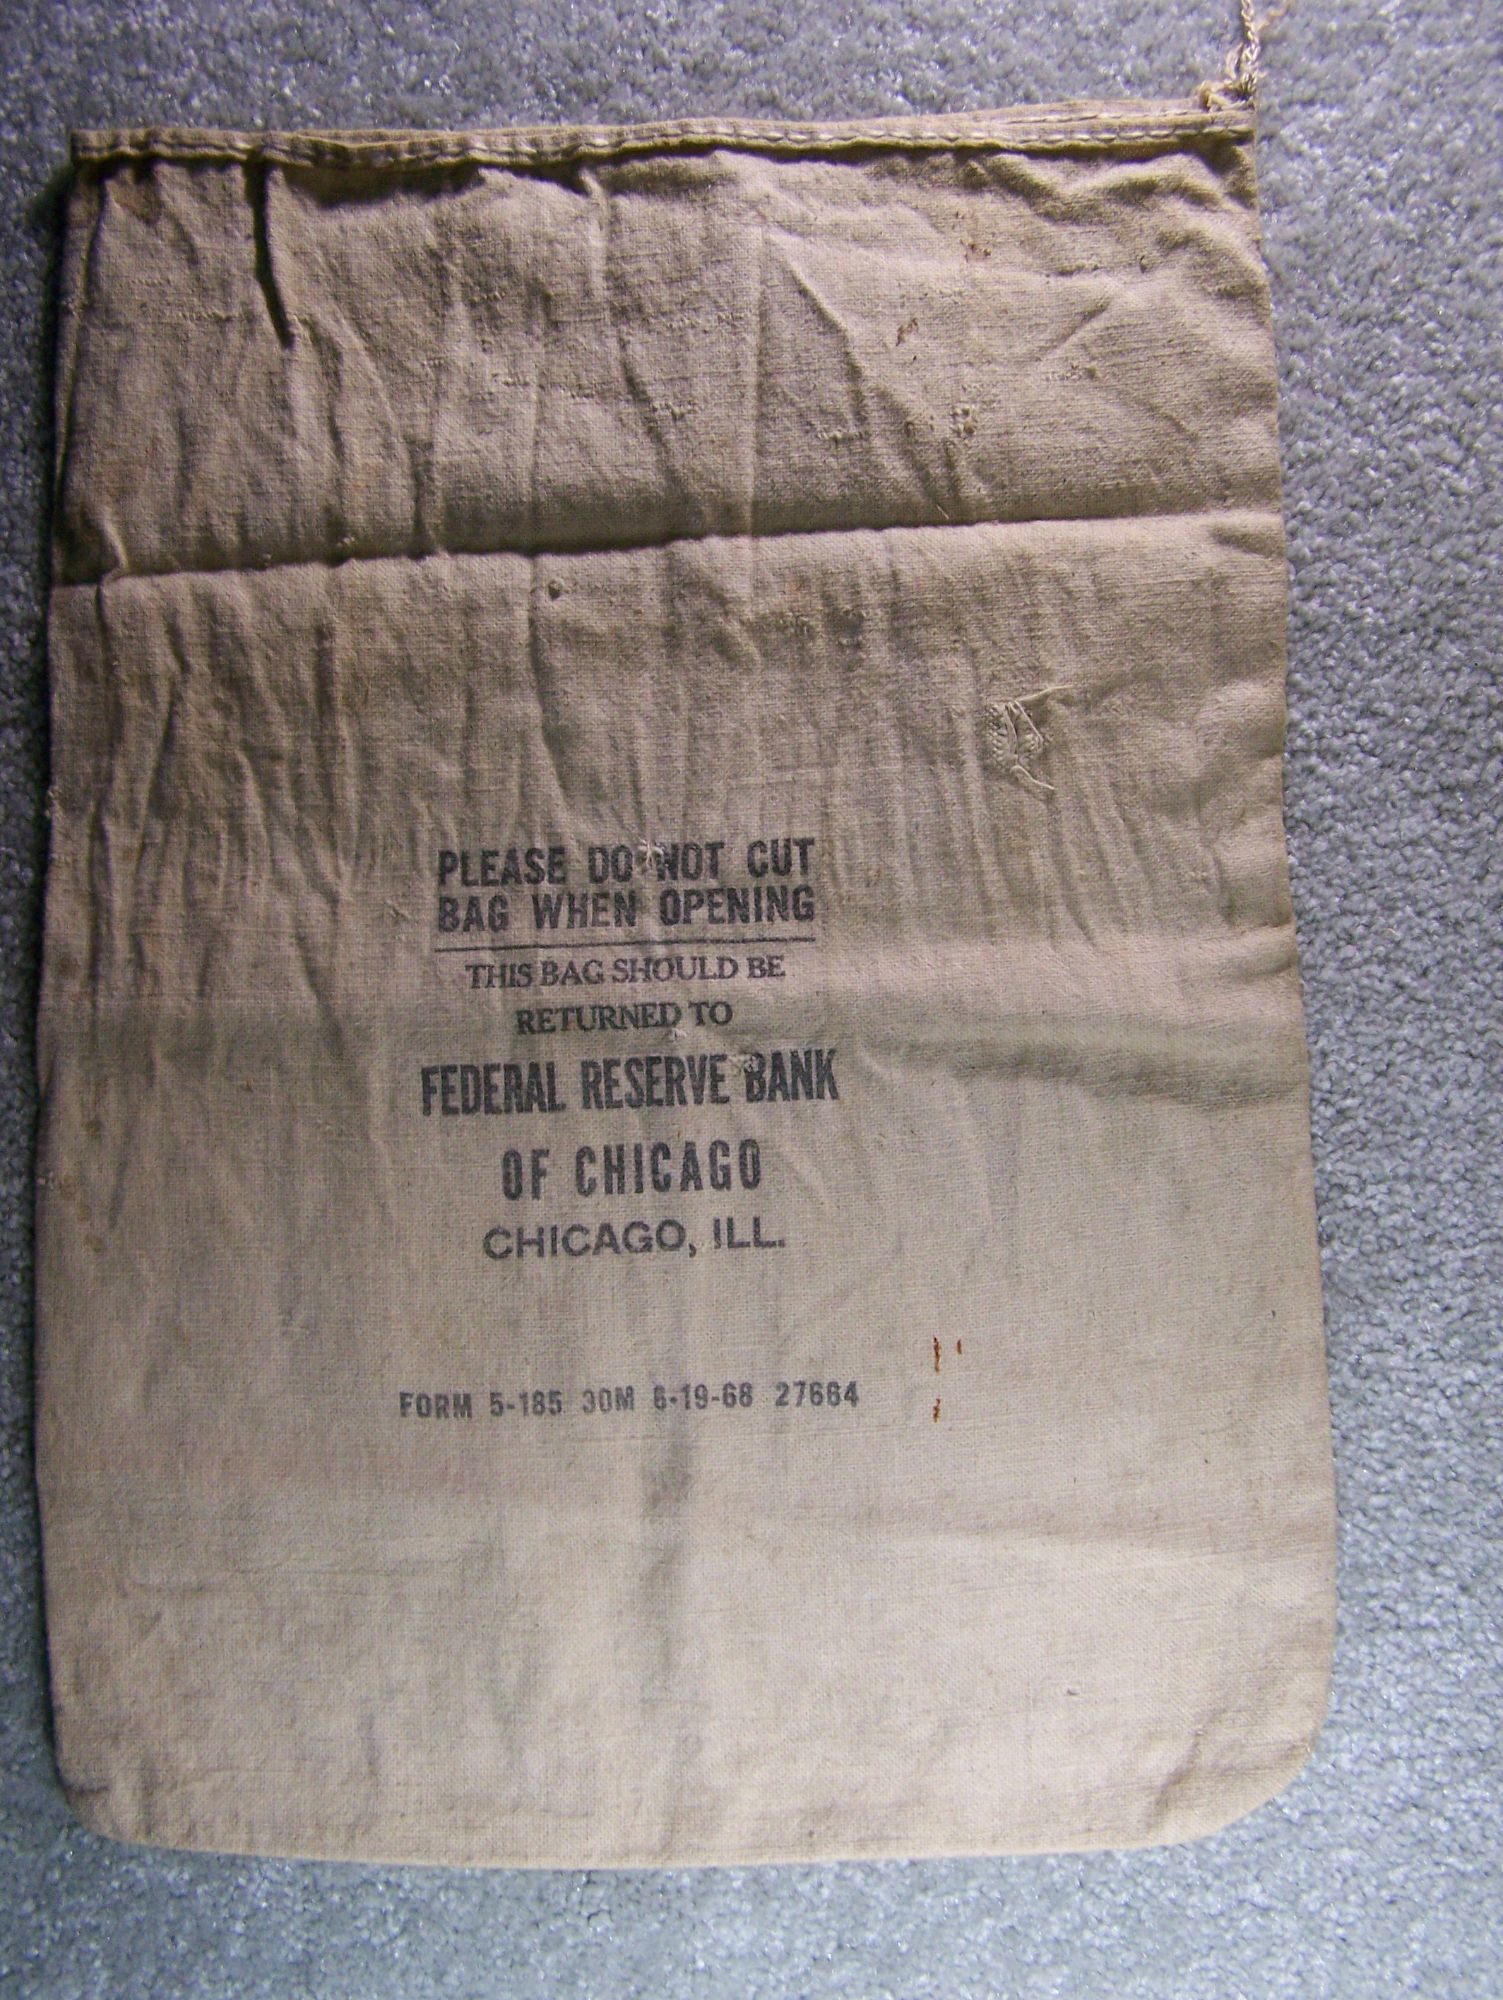 PLEASE DO NOT CUT
BAG WHEN OPENING
THIS BAG SHOULD BE
RETURNED TO
FEDERAL RESERVE BANK
OF CHICAGO
CHICAGO, ILL.
FORM 5-185 30M 6-19-68 27664